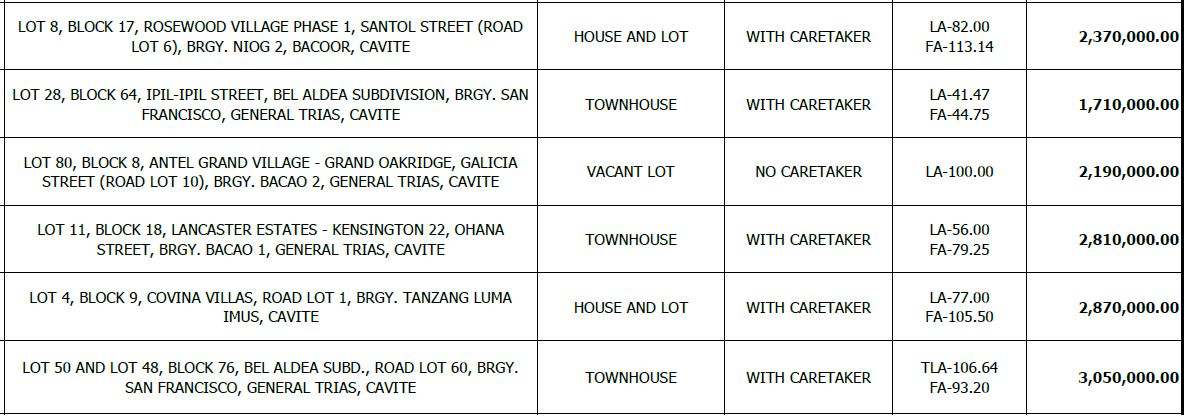 LOT 8, BLOCK 17, ROSEWOOD VILLAGE PHASE 1, SANTOL STREET (ROAD
LOT 6), BRGY. NIOG 2, BACOOR, CAVITE
HOUSE AND LOT
WITH CARETAKER
LA-82.00
FA-113.14
2,370,000.00
LOT 28, BLOCK 64, IPIL-IPIL STREET, BEL ALDEA SUBDIVISION, BRGY. SAN
FRANCISCO, GENERAL TRIAS, CAVITE
TOWNHOUSE
WITH CARETAKER
LA-41.47
FA-44.75
1,710,000.00
LOT 80, BLOCK 8, ANTEL GRAND VILLAGE - GRAND OAKRIDGE, GALICIA
STREET (ROAD LOT 10), BRGY. BACAO 2, GENERAL TRIAS, CAVITE
VACANT LOT
NO CARETAKER
LA-100.00
2,190,000.00
LOT 11, BLOCK 18, LANCASTER ESTATES - KENSINGTON 22, OHANA
STREET, BRGY. BACAO 1, GENERAL TRIAS, CAVITE
TOWNHOUSE
WITH CARETAKER
LA-56.00
FA-79.25
2,810,000.00
LOT 4, BLOCK 9, COVINA VILLAS, ROAD LOT 1, BRGY. TANZANG LUMA
IMUS, CAVITE
HOUSE AND LOT
WITH CARETAKER
LA-77.00
FA-105.50
2,870,000.00
LOT 50 AND LOT 48, BLOCK 76, BEL ALDEA SUBD., ROAD LOT 60, BRGY.
SAN FRANCISCO, GENERAL TRIAS, CAVITE
TOWNHOUSE
WITH CARETAKER
TLA-106.64
FA-93.20
3,050,000.00